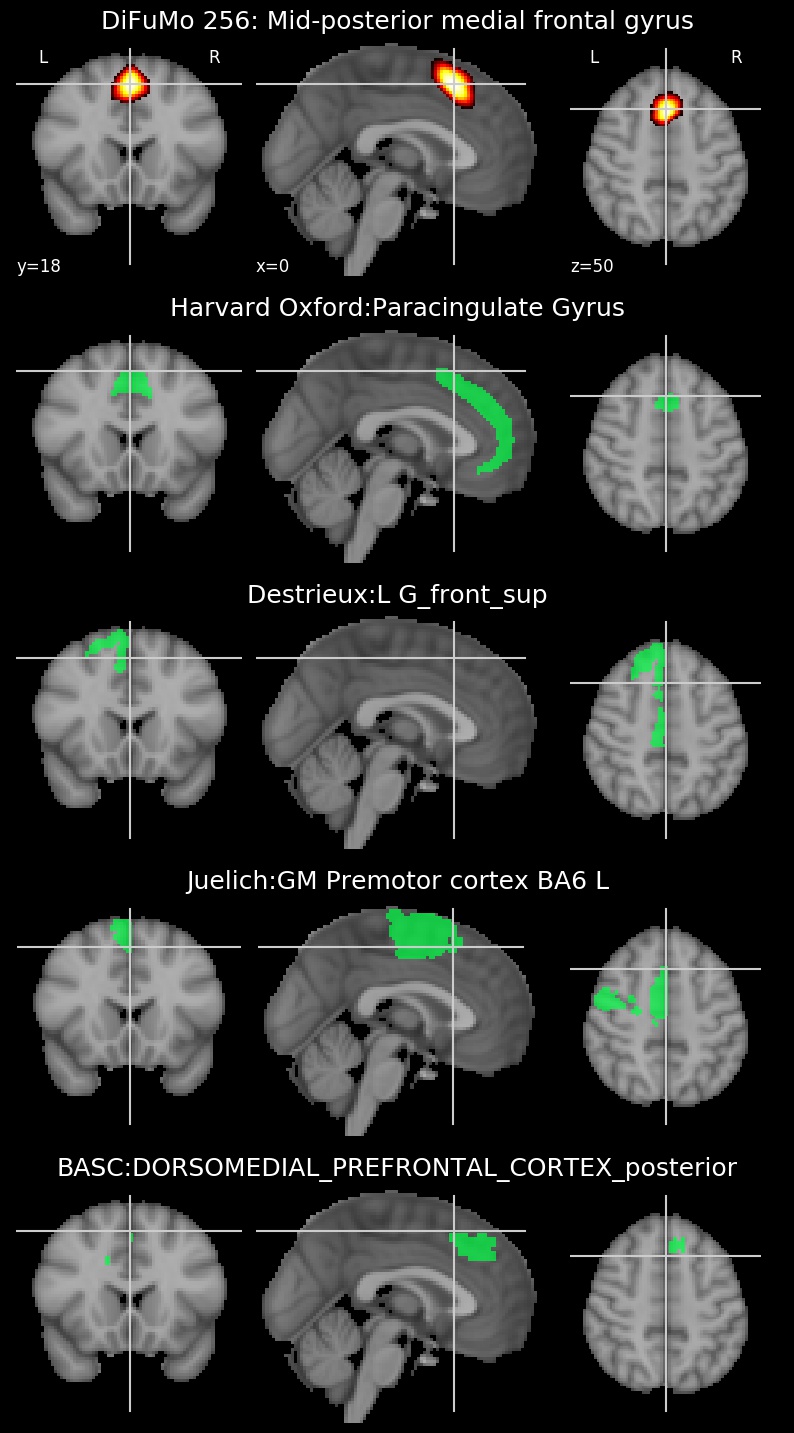 DiFuMo 256: Mid-posterior medial frontal gyrus
L R L R
y=18 x=0 z=50
Harvard Oxford:Paracingulate Gyrus
Destrieux:L G_front_sup
Juelich:GM Premotor cortex BA6 L
BASC:DORSOMEDIAL_PREFRONTAL_CORTEX_posterior